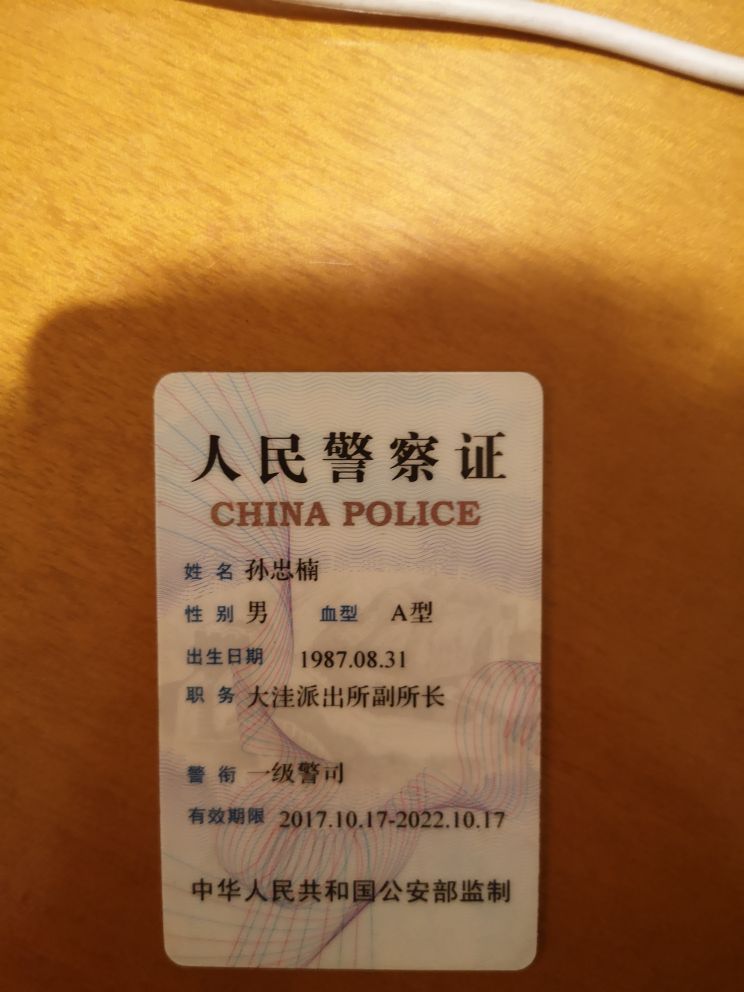 人民警察证
CHINA POLICE
姓名 孙忠楠
性别 男 血型 A型
出生日期 1987.08.31
职务 大洼派出所副所长
警衔 一级警司
有效期限 2017.10.17-2022.10.17
中华人民共和国公安部监制